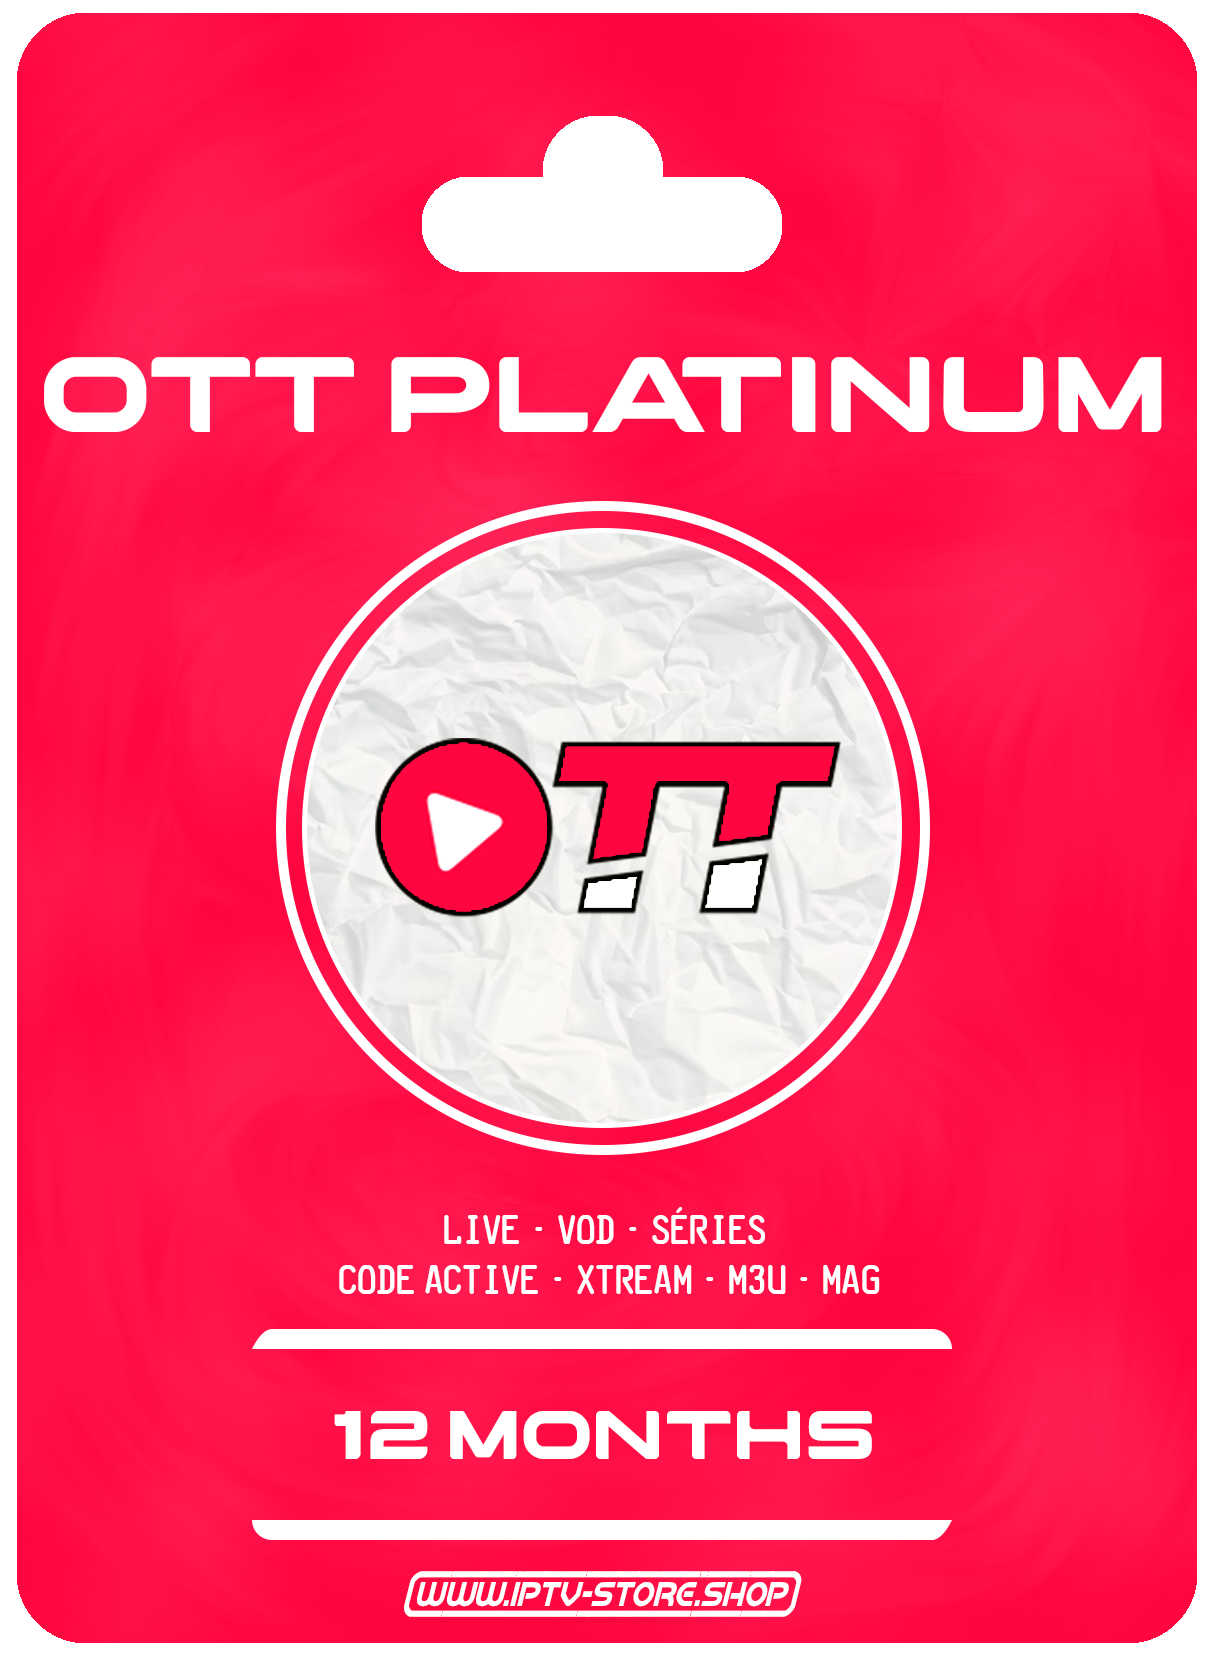 OTT PLATINUM
OTT
LIVE - VOD - SÉRIES
CODE ACTIVE - XTREAM - M3U - MAG
12 MONTHS
WWW.IPTV-STORE.SHOP